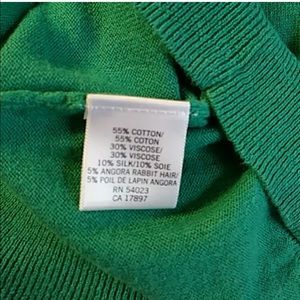 55% COTTON/
55% COTON
30% VISCOSE/
30% VISCOSE
10% SILK/10% SOIE
5% ANGORA RABBIT HAIR/
5% POIL DE LAPIN ANGORA
RN 54023
CA 17897